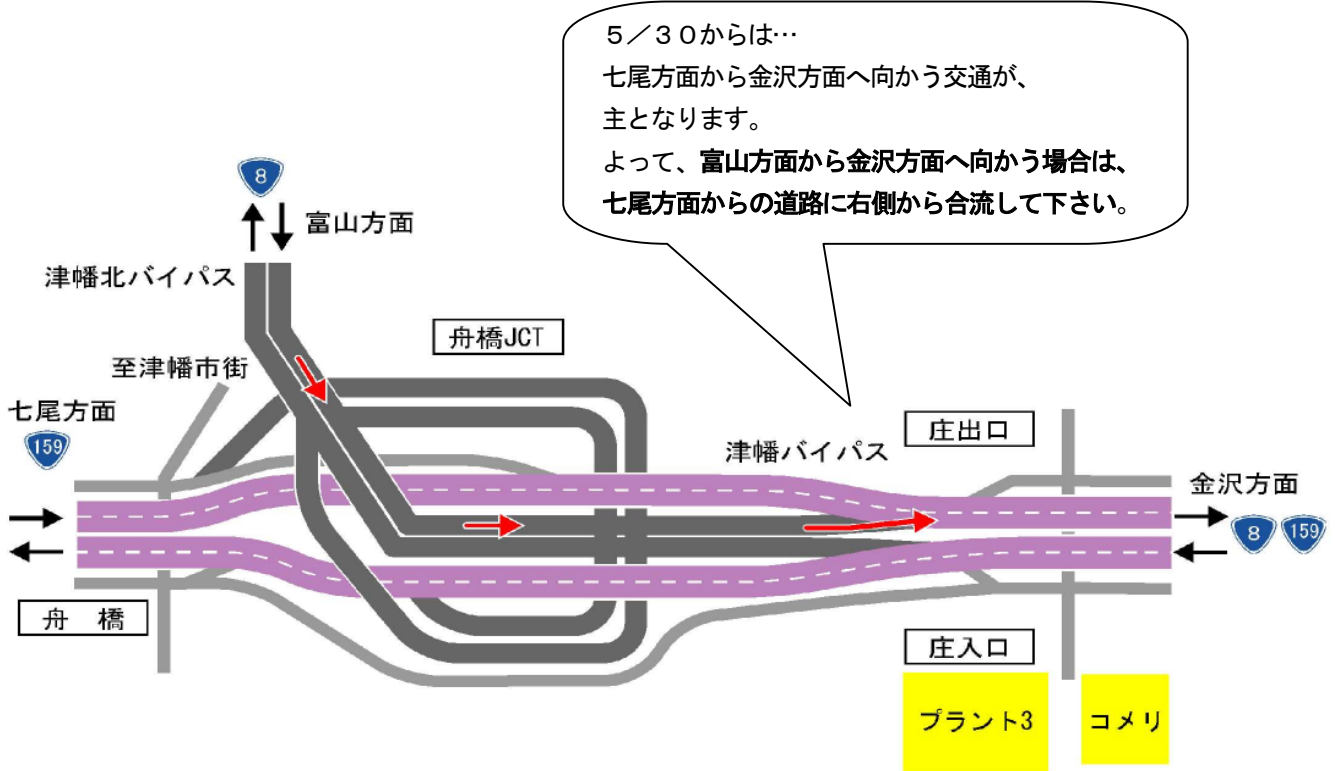 5/30からは…
七尾方面から金沢方面へ向かう交通が、
主となります。
よって、富山方面から金沢方面へ向かう場合は、
七尾方面からの道路に右側から合流して下さい。
8
富山方面
津幡北バイパス
舟橋JCT
至津幡市街
七尾方面
159
津幡バイパス
庄出口
金沢方面
8
159
舟 橋
庄入口
プラント3
コメリ